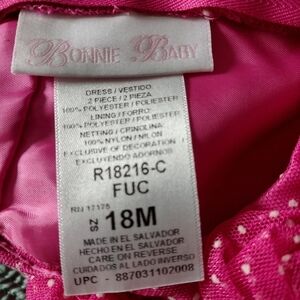 BONNIE BABY
DRESS / VESTIDO
2 PIECE / 2 PIEZA
100% POLYESTER / POLIESTER
LINING / FORRO:
100% POLYESTER / POLIESTER
NETTING / CRINOLINA
100% NYLON / NILON
EXCLUSIVE OF DECORATION
EXCLUYENDO ADORNOS
R18216-C
FUC
RN 17175
SZ 18M
MADE IN EL SALVADOR
HECHO EN EL SALVADOR
CARE ON REVERSE
CUIDADOS AL LADO INVERSO
UPC - 887031102008